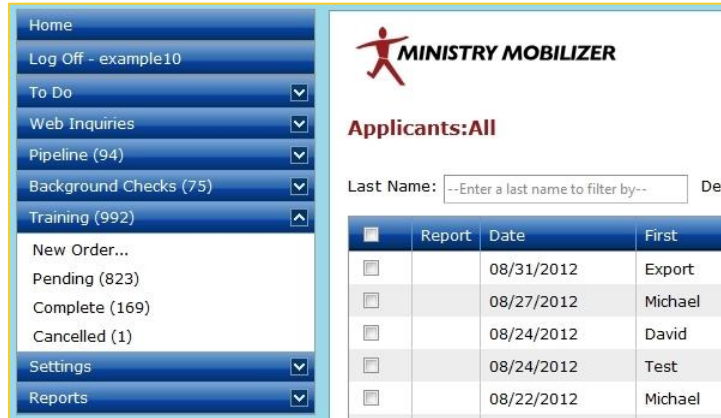 Home
Log Off - example10
To Do
Web Inquiries
Pipeline (94)
Background Checks (75)
Training (992)
New Order...
Pending (823)
Complete (169)
Cancelled (1)
Settings
Reports
MINISTRY MOBILIZER
Applicants:All
Last Name: --Enter a last name to filter by-- De
Report Date First
08/31/2012 Export
08/27/2012 Michael
08/24/2012 David
08/24/2012 Test
08/22/2012 Michael